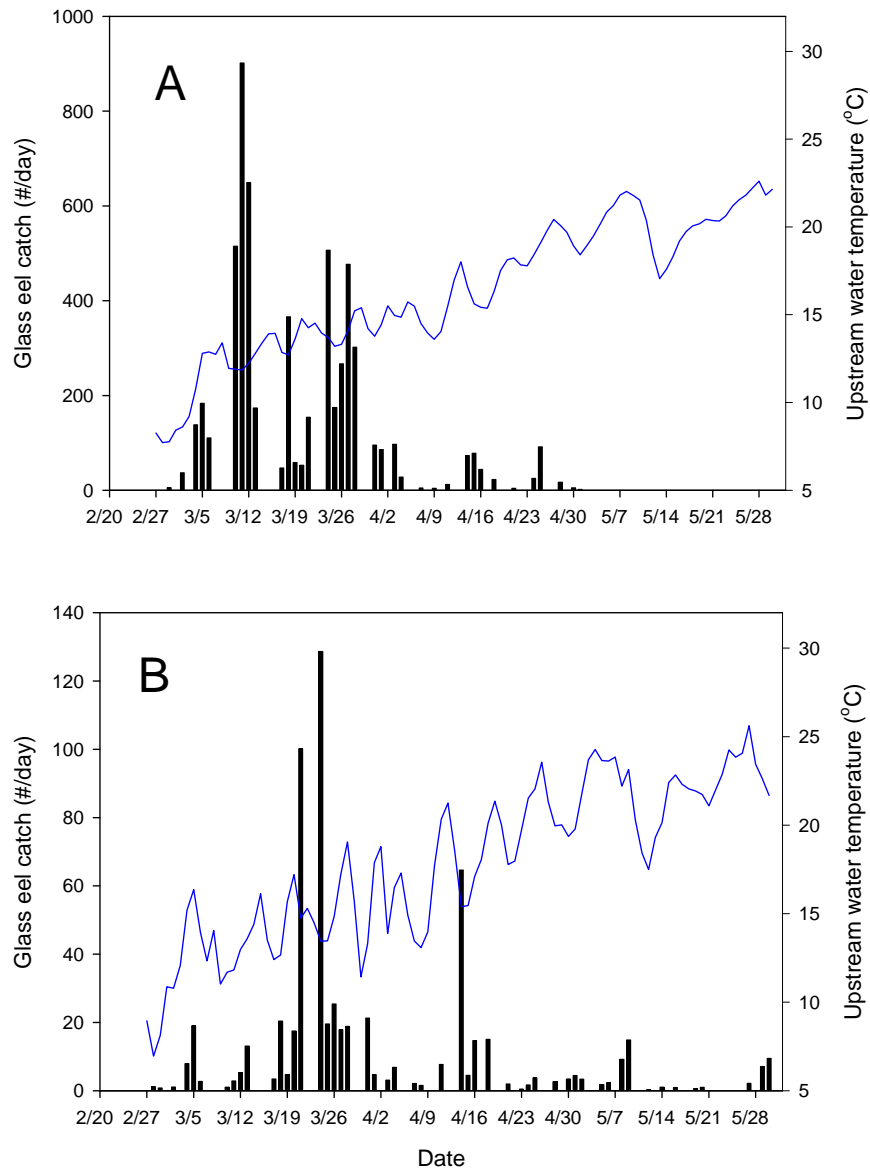 A
Glass eel catch (#/day)
Upstream water temperature (°C)
1000
800
600
400
200
0
30
25
20
15
10
5
2/20 2/27 3/5 3/12 3/19 3/26 4/2 4/9 4/16 4/23 4/30 5/7 5/14 5/21 5/28
B
Glass eel catch (#/day)
Upstream water temperature (°C)
140
120
100
80
60
40
20
0
30
25
20
15
10
5
2/20 2/27 3/5 3/12 3/19 3/26 4/2 4/9 4/16 4/23 4/30 5/7 5/14 5/21 5/28
Date